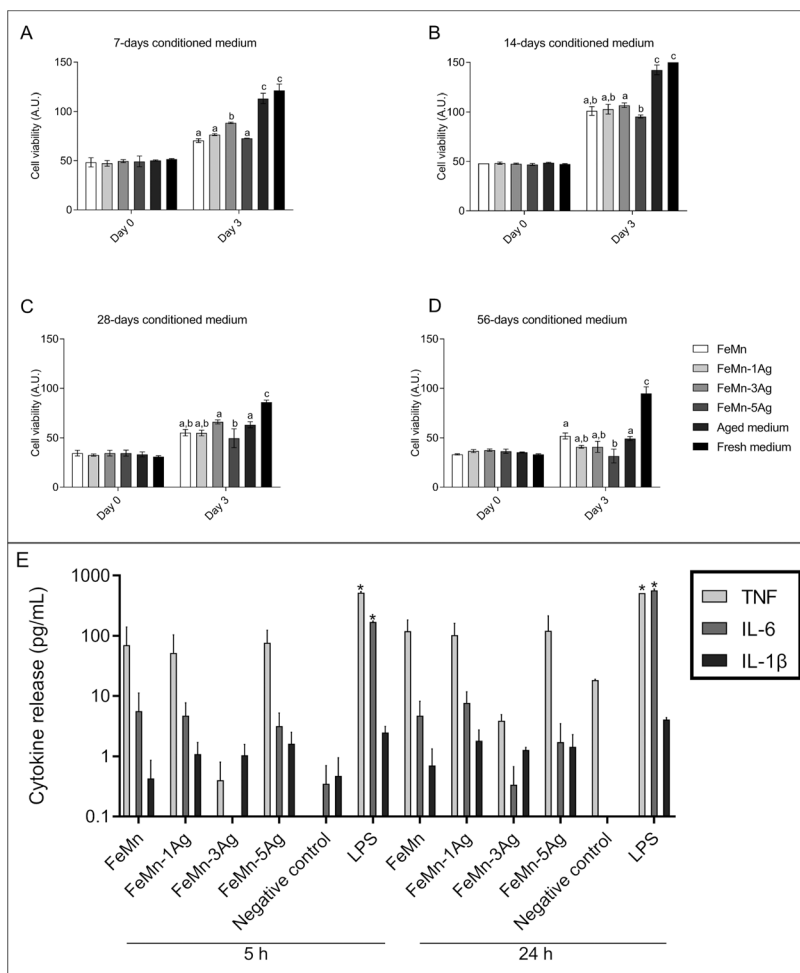 A
7-days conditioned medium
Cell viability (A.U.)
150
100
50
0
a
a
b
a
c
c
Day 0
Day 3
B
14-days conditioned medium
Cell viability (A.U.)
150
100
50
0
a,b
a,b
a
b
c
c
Day 0
Day 3
C
28-days conditioned medium
Cell viability (A.U.)
150
100
50
0
a,b
a,b
a
b
a
c
Day 0
Day 3
D
56-days conditioned medium
Cell viability (A.U.)
150
100
50
0
a
a,b
a,b
b
a
c
Day 0
Day 3
FeMn
FeMn-1Ag
FeMn-3Ag
FeMn-5Ag
Aged medium
Fresh medium
E
Cytokine release (pg/mL)
1000
100
10
1
0.1
* * * *
FeMn
FeMn-1Ag
FeMn-3Ag
FeMn-5Ag
Negative control
LPS
FeMn
FeMn-1Ag
FeMn-3Ag
FeMn-5Ag
Negative control
LPS
5 h
24 h
TNF
IL-6
IL-1β